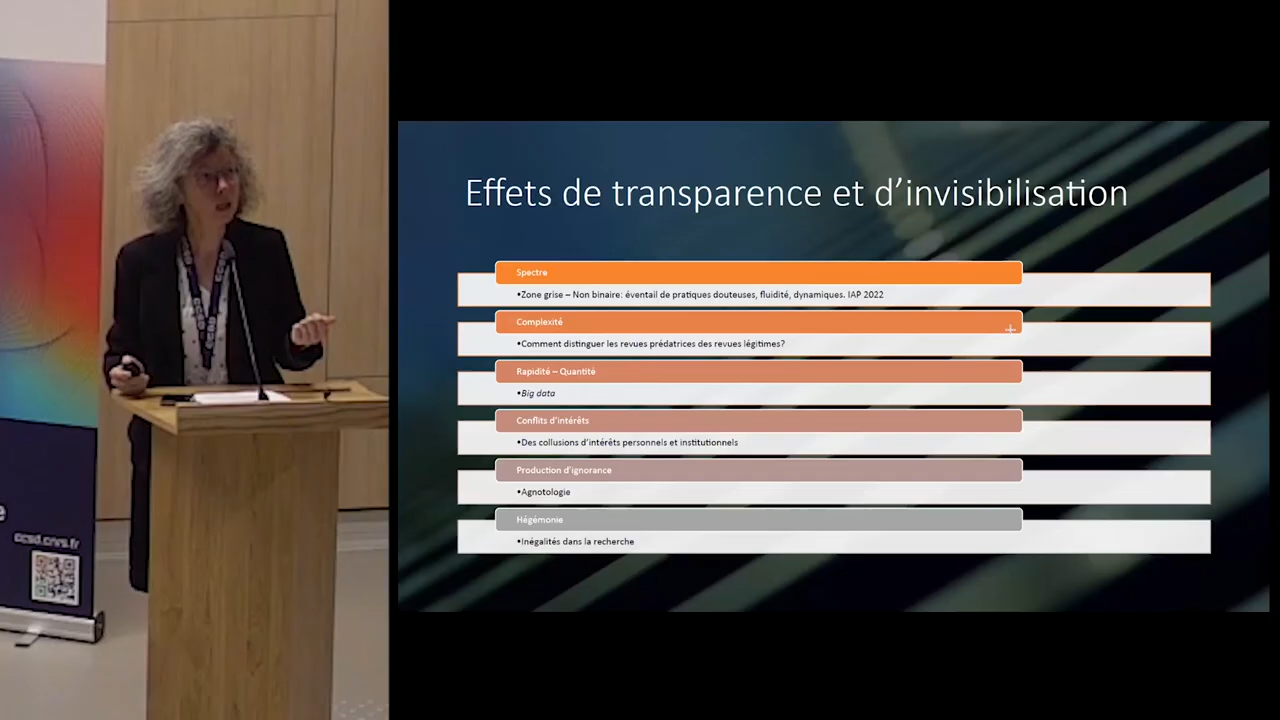 Effets de transparence et d’invisibilisation
Spectre
•Zone grise – Non binaire: éventail de pratiques douteuses, fluidité, dynamiques. IAP 2022
Complexité
•Comment distinguer les revues prédatrices des revues légitimes?
Rapidité – Quantité
•Big data
Conflits d’intérêts
•Des collusions d’intérêts personnels et institutionnels
Production d’ignorance
•Agnotologie
Hégémonie
•Inégalités dans la recherche
e
ccsd.cnrs.fr